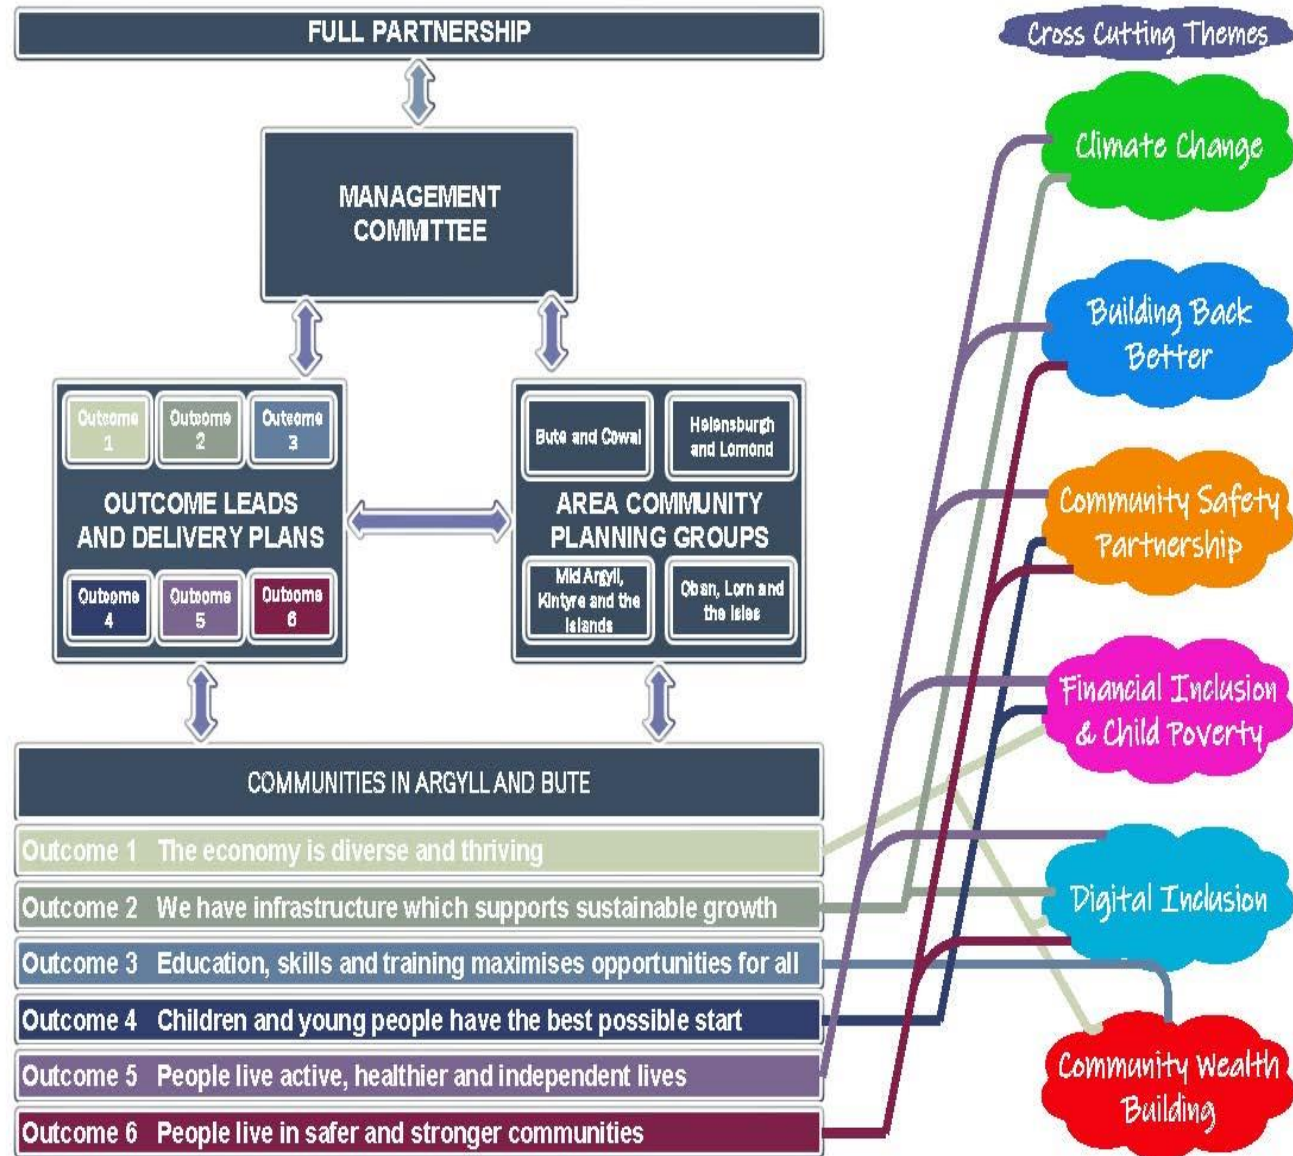 FULL PARTNERSHIP
MANAGEMENT
COMMITTEE
Outcome
1
Outcome
2
Outcome
3
OUTCOME LEADS
AND DELIVERY PLANS
Outcome
4
Outcome
5
Outcome
6
Bute and Cowal
Helensburgh
and Lomond
AREA COMMUNITY
PLANNING GROUPS
Mid Argyll,
Kintyre and the
Islands
Oban, Lorn and
the Isles
COMMUNITIES IN ARGYLL AND BUTE
Outcome 1 The economy is diverse and thriving
Outcome 2 We have infrastructure which supports sustainable growth
Outcome 3 Education, skills and training maximises opportunities for all
Outcome 4 Children and young people have the best possible start
Outcome 5 People live active, healthier and independent lives
Outcome 6 People live in safer and stronger communities
Cross Cutting Themes
Climate Change
Building Back
Better
Community Safety
Partnership
Financial Inclusion
& Child Poverty
Digital Inclusion
Community Wealth
Building